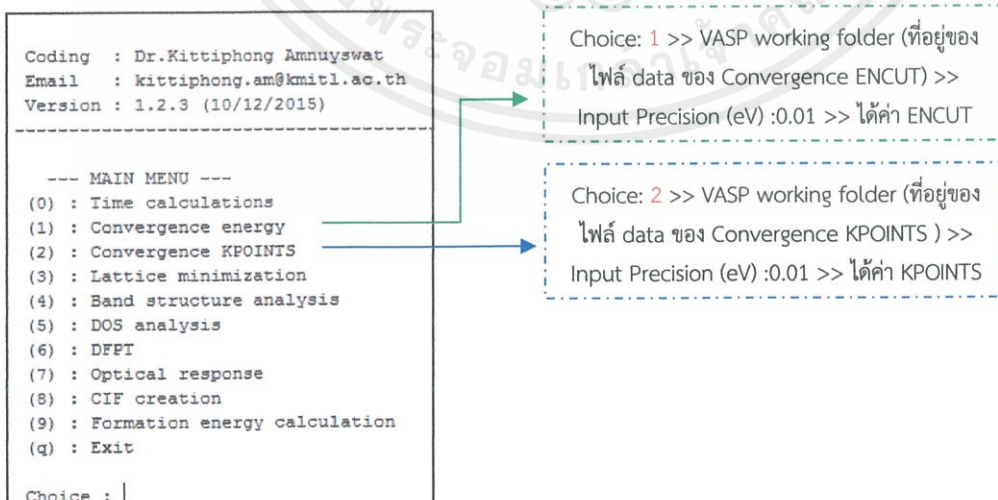 Coding : Dr.Kittiphong Amnuyswat
Email : kittiphong.am@kmitl.ac.th
Version : 1.2.3 (10/12/2015)
--- MAIN MENU ---
(0) : Time calculations
(1) : Convergence energy
(2) : Convergence KPOINTS
(3) : Lattice minimization
(4) : Band structure analysis
(5) : DOS analysis
(6) : DFPT
(7) : Optical response
(8) : CIF creation
(9) : Formation energy calculation
(q) : Exit
Choice :
Choice: 1 >> VASP working folder (ที่อยู่ของ
ไฟล์ data ของ Convergence ENCUT) >>
Input Precision (eV) :0.01 >> ได้ค่า ENCUT
Choice: 2 >> VASP working folder (ที่อยู่ของ
ไฟล์ data ของ Convergence KPOINTS ) >>
Input Precision (eV) :0.01 >> ได้ค่า KPOINTS